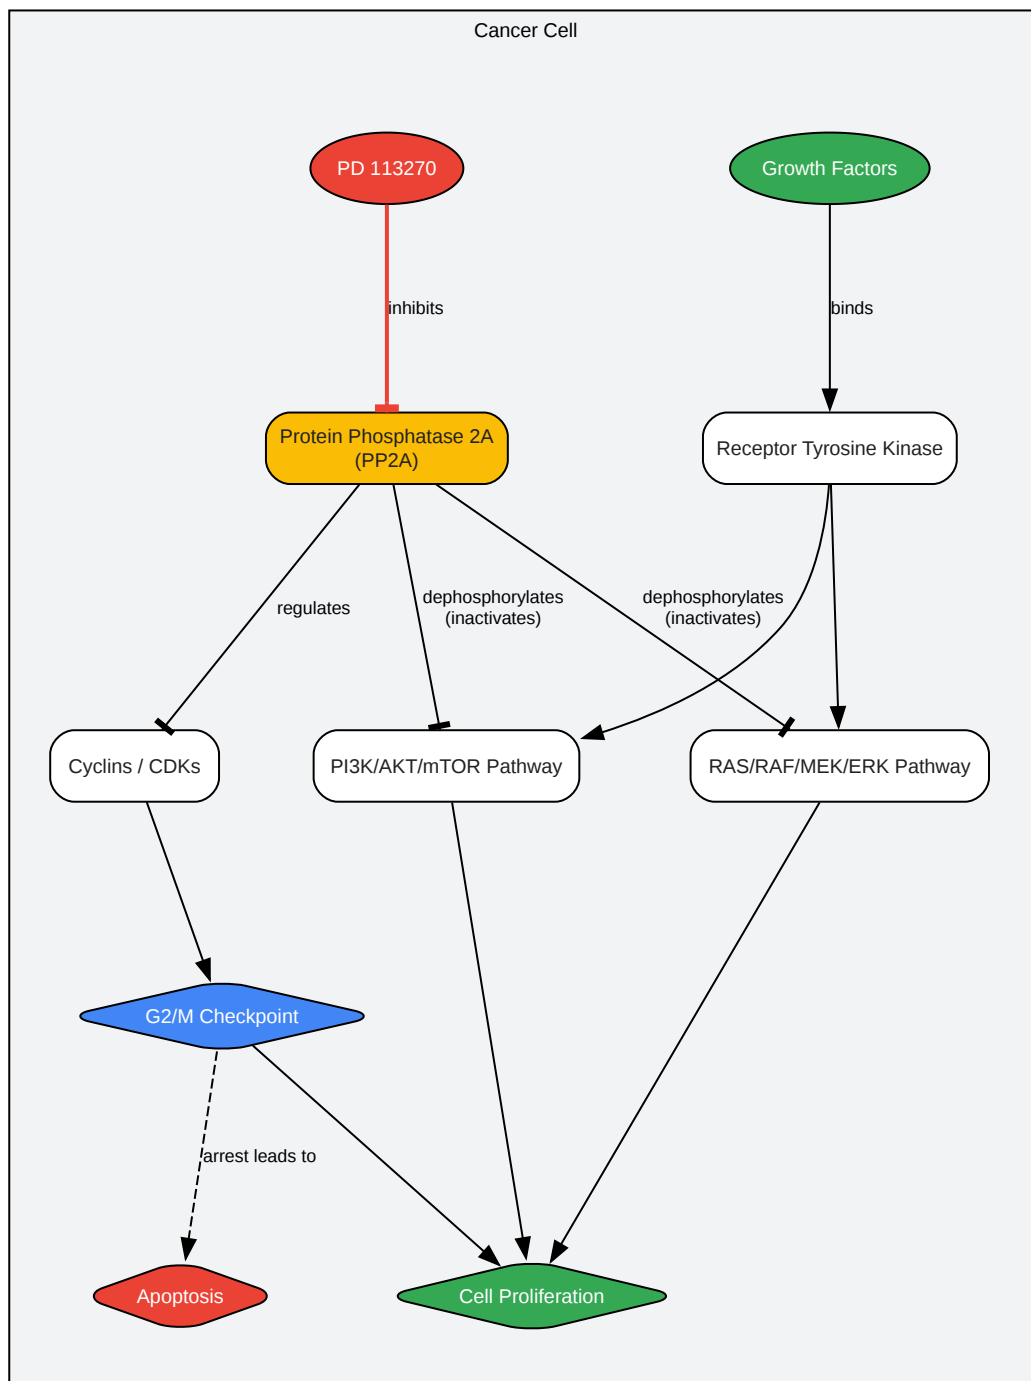 Cancer Cell
PD 113270
Growth Factors
inhibits
binds
Protein Phosphatase 2A
(PP2A)
Receptor Tyrosine Kinase
regulates
dephosphorylates
(inactivates)
dephosphorylates
(inactivates)
Cyclins / CDKs
PI3K/AKT/mTOR Pathway
RAS/RAF/MEK/ERK Pathway
G2/M Checkpoint
arrest leads to
Apoptosis
Cell Proliferation